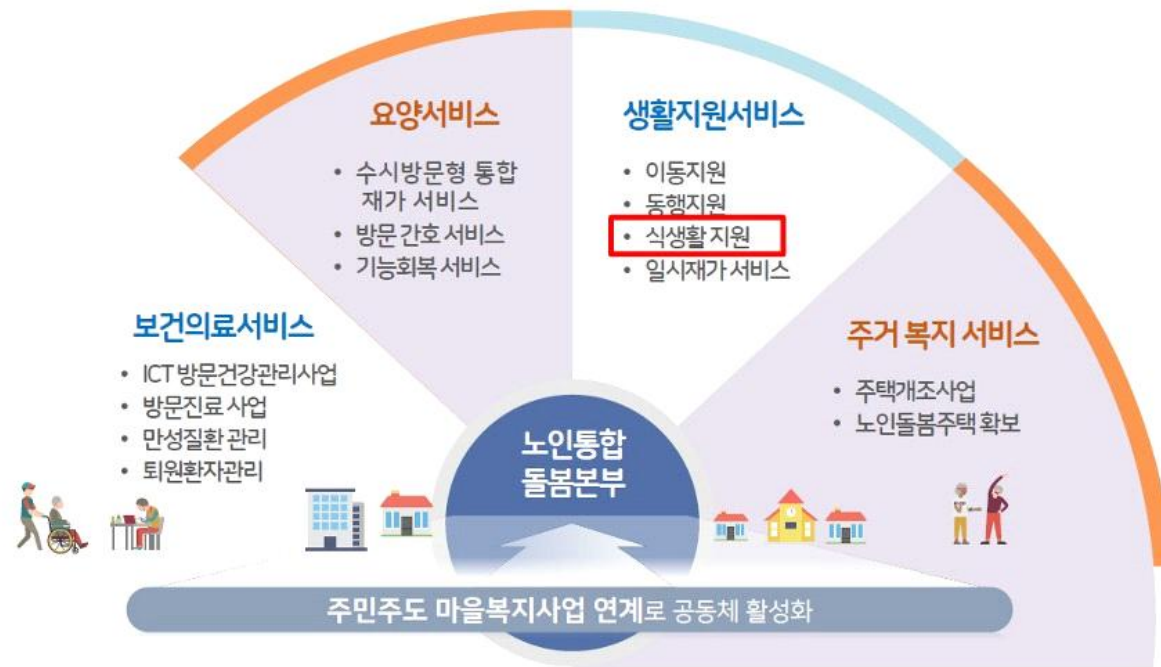 요양서비스
• 수시방문형 통합
재가 서비스
• 방문 간호 서비스
• 기능회복 서비스
생활지원서비스
• 이동지원
• 동행지원
• 식생활 지원
• 일시재가 서비스
보건의료서비스
• ICT 방문건강관리사업
• 방문진료 사업
• 만성질환 관리
• 퇴원환자관리
주거 복지 서비스
• 주택개조사업
• 노인돌봄주택 확보
노인통합
돌봄본부
주민주도 마을복지사업 연계로 공동체 활성화